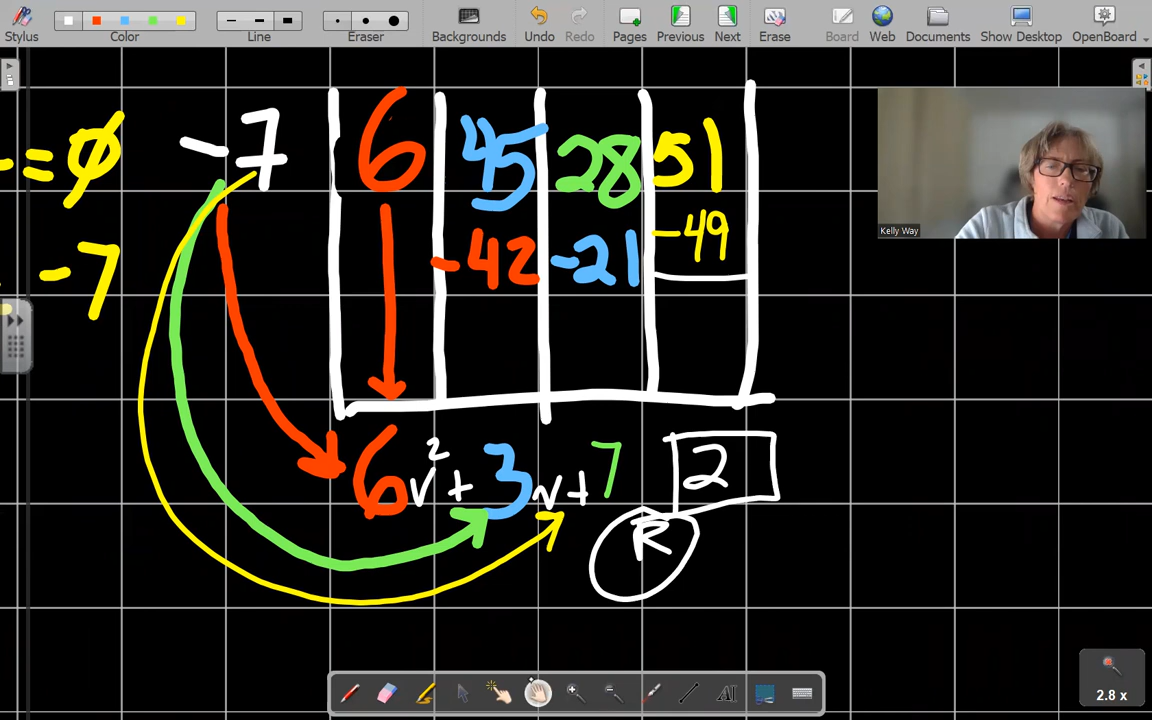 Stylus Color Line Eraser Backgrounds Undo Redo Pages Previous Next Erase Board Web Documents Show Desktop OpenBoard
= 0 -7 6 45 28 51
-7 -42 -21 -49
6v² + 3v + 7 2
R
Kelly Way
2.8 x